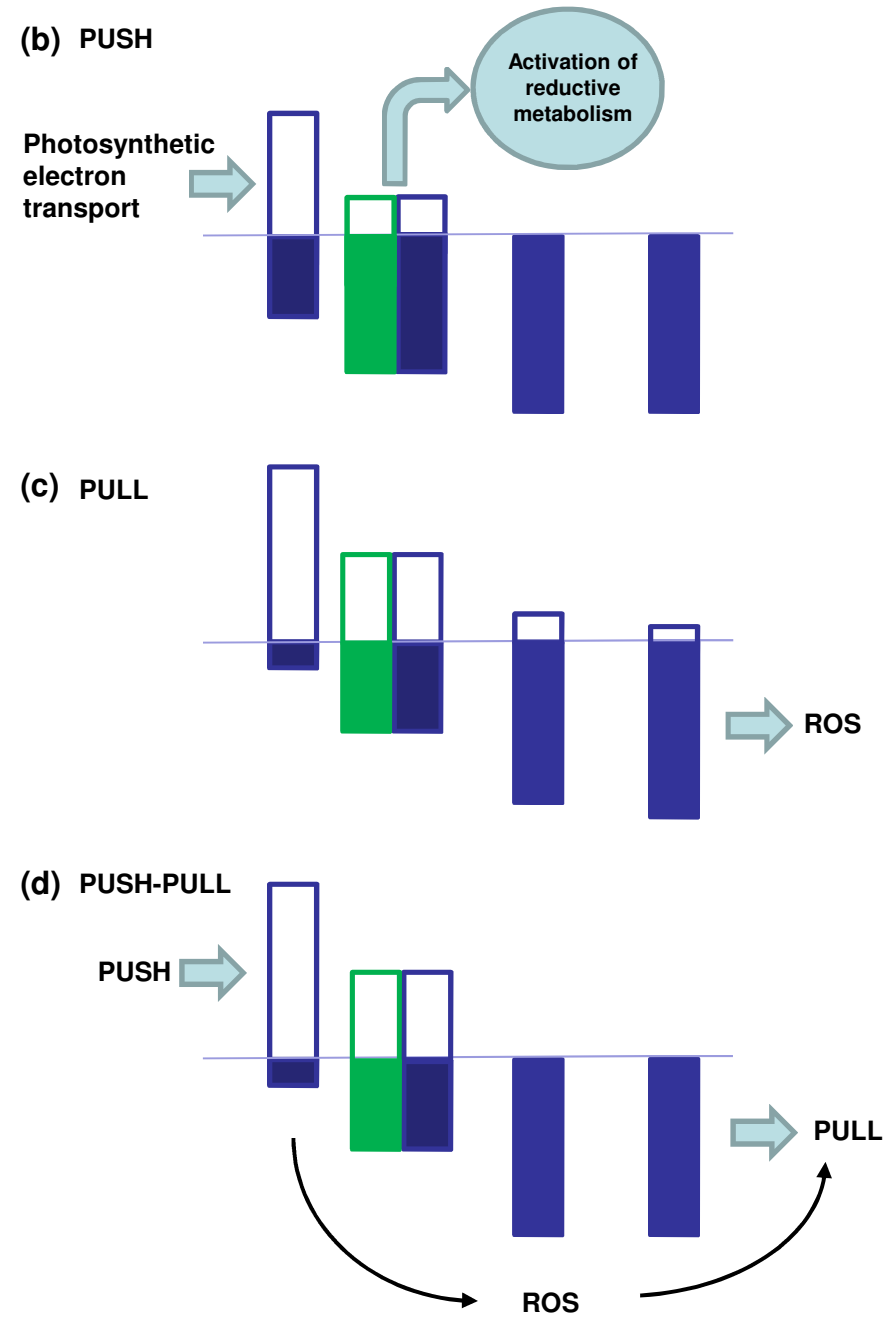 (b) PUSH
Activation of
reductive
metabolism
Photosynthetic
electron
transport
(c) PULL
ROS
(d) PUSH-PULL
PUSH
PULL
ROS